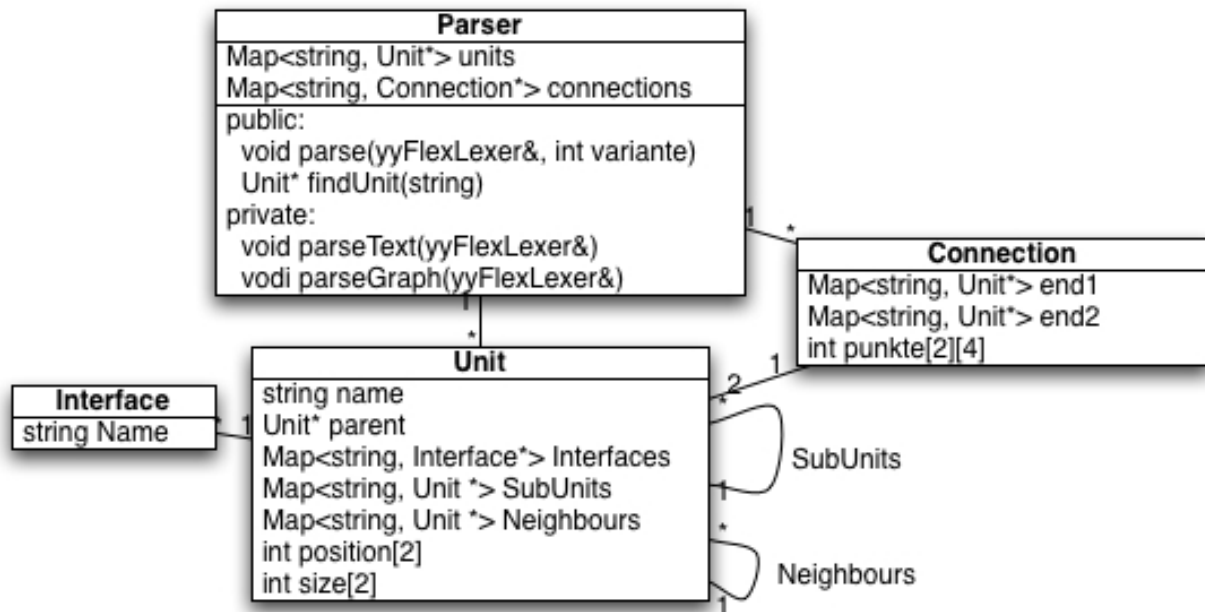 Parser
Map<string, Unit*> units
Map<string, Connection*> connections
public:
void parse(yyFlexLexer&, int variante)
Unit* findUnit(string)
private:
void parseText(yyFlexLexer&)
vodi parseGraph(yyFlexLexer&)
1
*
1
*
Connection
Map<string, Unit*> end1
Map<string, Unit*> end2
int punkte[2][4]
1
2
Unit
string name
Unit* parent
Map<string, Interface*> Interfaces
Map<string, Unit *> SubUnits
Map<string, Unit *> Neighbours
int position[2]
int size[2]
Interface
string Name
*
1
*
SubUnits
1
*
Neighbours
1